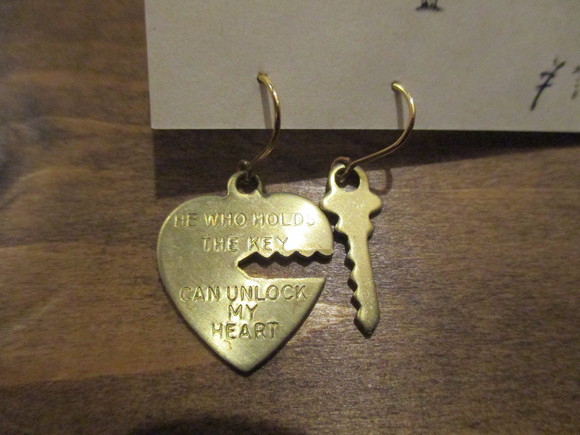 HE WHO HOLDS
THE KEY
CAN UNLOCK
MY
HEART